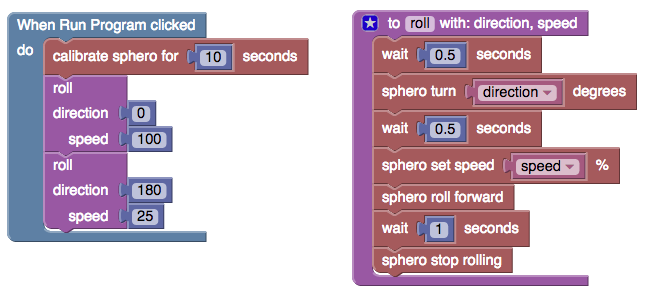 When Run Program clicked
do calibrate sphero for 10 seconds
roll
direction 0
speed 100
roll
direction 180
speed 25
to roll with: direction, speed
wait 0.5 seconds
sphero turn direction degrees
wait 0.5 seconds
sphero set speed speed %
sphero roll forward
wait 1 seconds
sphero stop rolling